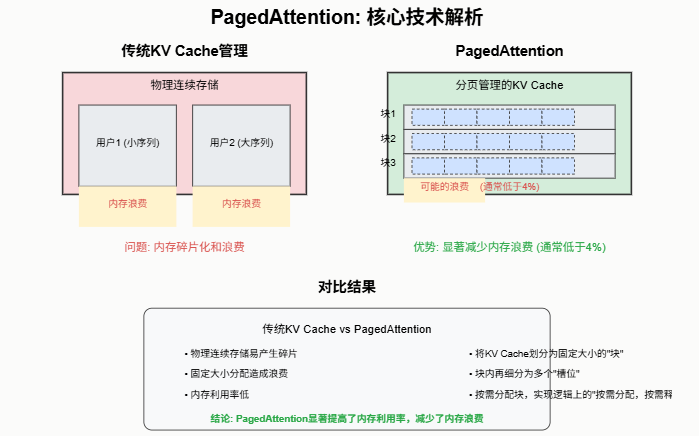 PagedAttention: 核心技术解析
传统KV Cache管理
物理连续存储
用户1 (小序列)
用户2 (大序列)
内存浪费
内存浪费
问题: 内存碎片化和浪费
PagedAttention
分页管理的KV Cache
块1
块2
块3
可能的浪费 (通常低于4%)
优势: 显著减少内存浪费 (通常低于4%)
对比结果
传统KV Cache vs PagedAttention
• 物理连续存储易产生碎片
• 固定大小分配造成浪费
• 内存利用率低
• 将KV Cache划分为固定大小的"块"
• 块内再细分为多个"槽位"
• 按需分配块，实现逻辑上的"按需分配，按需释
结论: PagedAttention显著提高了内存利用率，减少了内存浪费